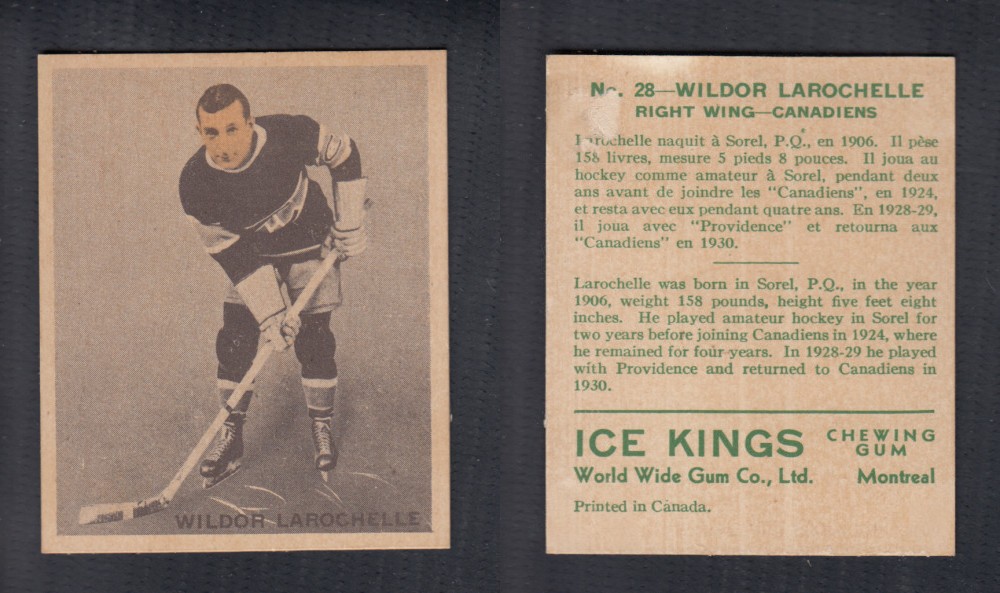 WILDOR LAROCHELLE
No. 28—WILDOR LAROCHELLE
RIGHT WING—CANADIENS
Larochelle naquit à Sorel, P.Q., en 1906. Il pèse
158 livres, mesure 5 pieds 8 pouces. Il joua au
hockey comme amateur à Sorel, pendant deux
ans avant de joindre les "Canadiens", en 1924,
et resta avec eux pendant quatre ans. En 1928-29,
il joua avec "Providence" et retourna aux
"Canadiens" en 1930.
Larochelle was born in Sorel, P.Q., in the year
1906, weight 158 pounds, height five feet eight
inches. He played amateur hockey in Sorel for
two years before joining Canadiens in 1924, where
he remained for four years. In 1928-29 he played
with Providence and returned to Canadiens in
1930.
ICE KINGS CHEWING GUM
World Wide Gum Co., Ltd. Montreal
Printed in Canada.